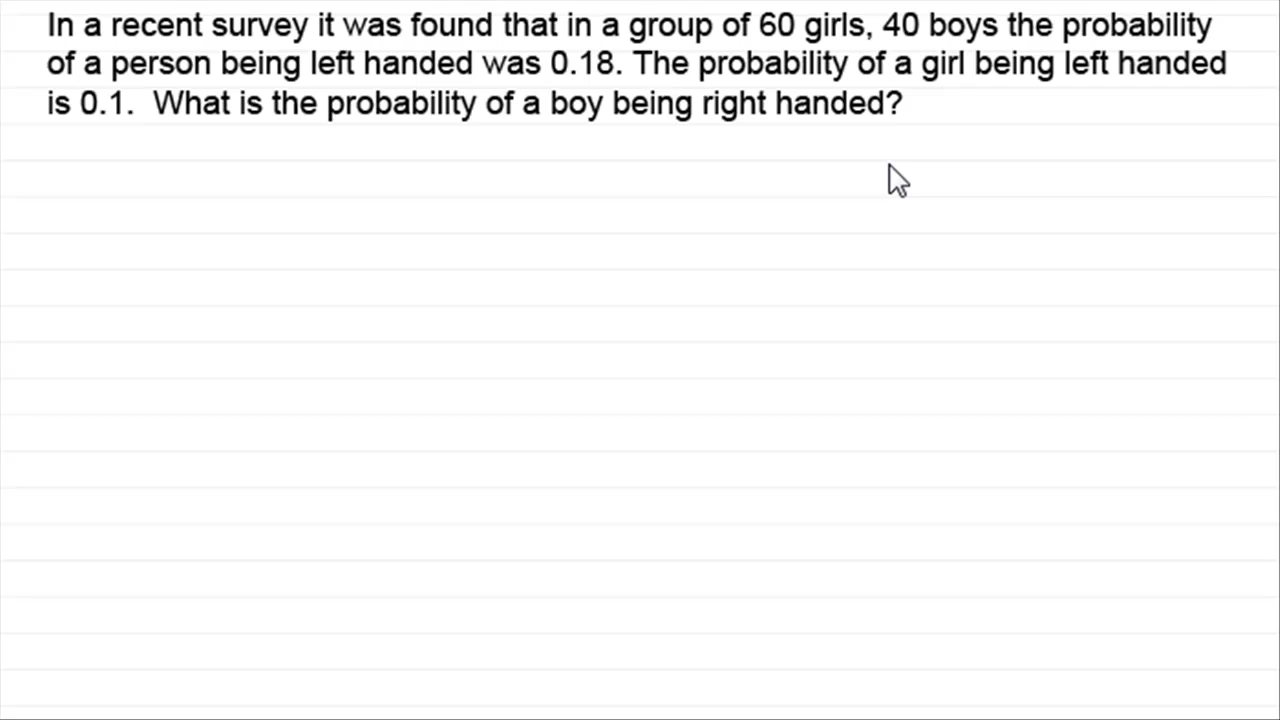 In a recent survey it was found that in a group of 60 girls, 40 boys the probability
of a person being left handed was 0.18. The probability of a girl being left handed
is 0.1.  What is the probability of a boy being right handed?